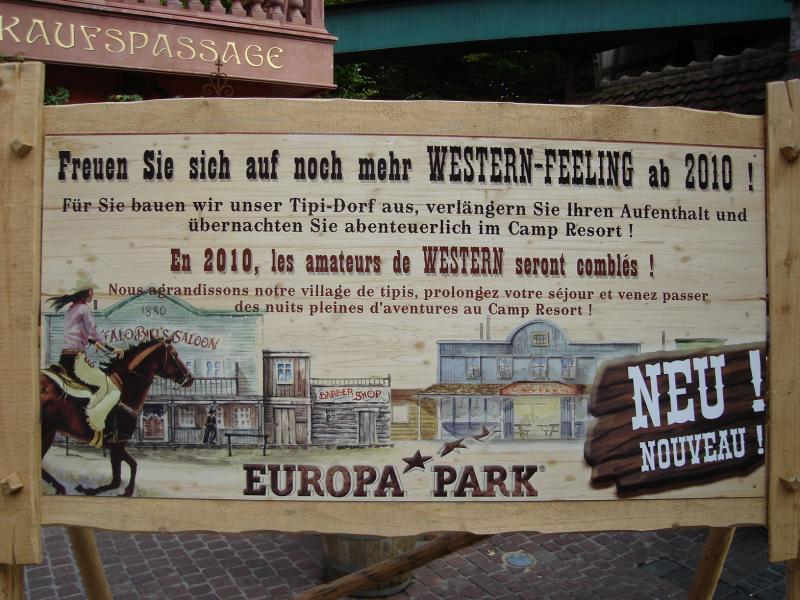 KAUFSPASSAGE
Freuen Sie sich auf noch mehr WESTERN-FEELING ab 2010 !
Für Sie bauen wir unser Tipi-Dorf aus, verlängern Sie Ihren Aufenthalt und
übernachten Sie abenteuerlich im Camp Resort !
En 2010, les amateurs de WESTERN seront comblés !
Nous agrandissons notre village de tipis, prolongez votre séjour et venez passer
des nuits pleines d'aventures au Camp Resort !
1880
FALO BILL'S SALOON
BARBER SHOP
NEU !
NOUVEAU !
EUROPA PARK®